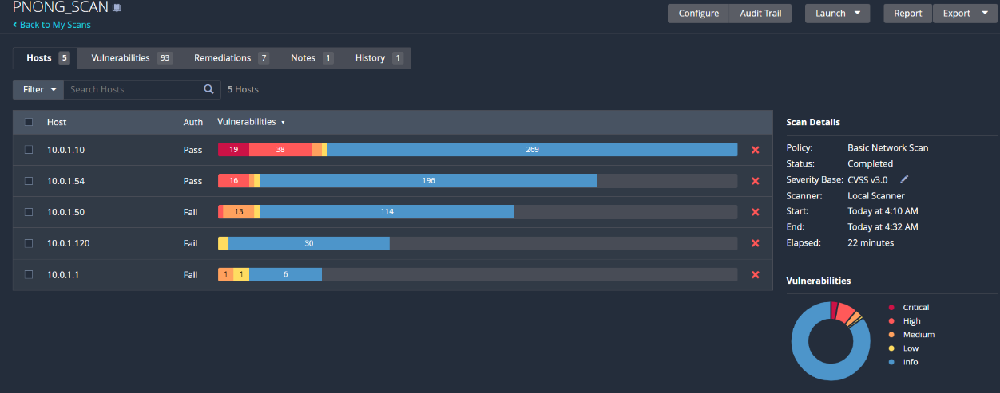 PNONG_SCAN
Back to My Scans
Configure Audit Trail Launch Report Export
Hosts 5 Vulnerabilities 93 Remediations 7 Notes 1 History 1
Filter Search Hosts 5 Hosts
Host Auth Vulnerabilities
10.0.1.10 Pass 19 38 269
10.0.1.54 Pass 16 196
10.0.1.50 Fail 13 114
10.0.1.120 Fail 30
10.0.1.1 Fail 1 1 6
Scan Details
Policy: Basic Network Scan
Status: Completed
Severity Base: CVSS v3.0
Scanner: Local Scanner
Start: Today at 4:10 AM
End: Today at 4:32 AM
Elapsed: 22 minutes
Vulnerabilities
Critical
High
Medium
Low
Info